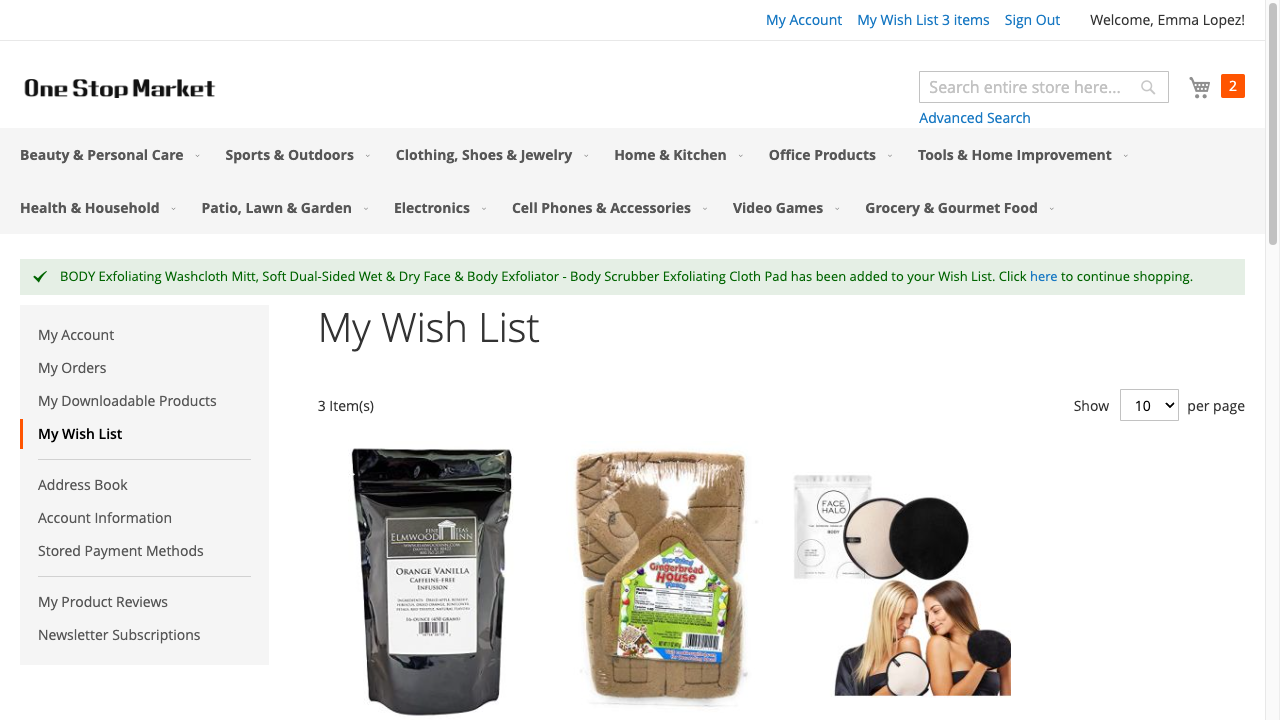 My Account My Wish List 3 items Sign Out Welcome, Emma Lopez!
One Stop Market
Search entire store here...
2
Advanced Search
Beauty & Personal Care Sports & Outdoors Clothing, Shoes & Jewelry Home & Kitchen Office Products Tools & Home Improvement
Health & Household Patio, Lawn & Garden Electronics Cell Phones & Accessories Video Games Grocery & Gourmet Food
BODY Exfoliating Washcloth Mitt, Soft Dual-Sided Wet & Dry Face & Body Exfoliator - Body Scrubber Exfoliating Cloth Pad has been added to your Wish List. Click here to continue shopping.
My Account
My Orders
My Downloadable Products
My Wish List
Address Book
Account Information
Stored Payment Methods
My Product Reviews
Newsletter Subscriptions
My Wish List
3 Item(s)
Show 10 per page
FINE TEAS
ELMWOOD INN
ORANGE VANILLA
CAFFEINE-FREE
INFUSION
Gingerbread
House
FACE
HALO
BODY